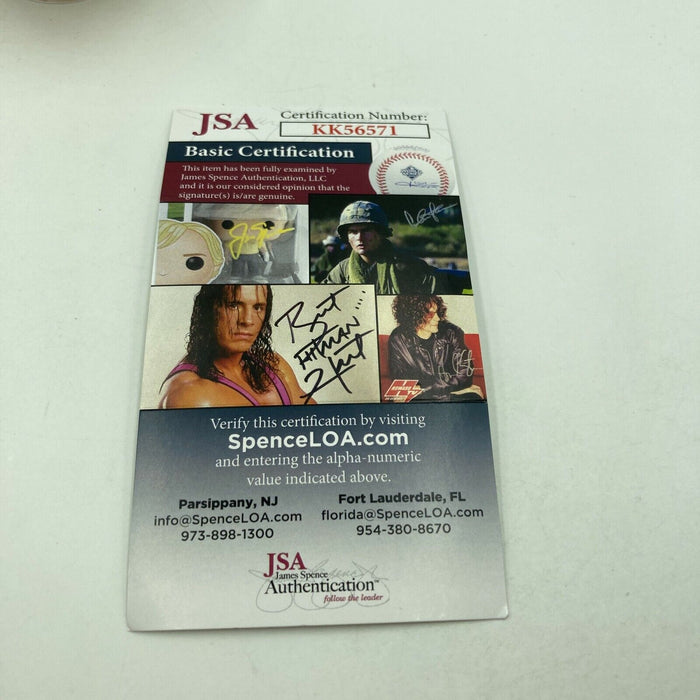 JSA
Certification Number:
KK56571
Basic Certification
This item has been fully examined by
James Spence Authentication, LLC
and it is our considered opinion that the
signature(s) is/are genuine.
Bret
HITMAN
Hart
HOWARD
TV
Verify this certification by visiting
SpenceLOA.com
and entering the alpha-numeric
value indicated above.
Parsippany, NJ
info@SpenceLOA.com
973-898-1300
Fort Lauderdale, FL
florida@SpenceLOA.com
954-380-8670
JSA
James Spence
Authentication™
follow the leader